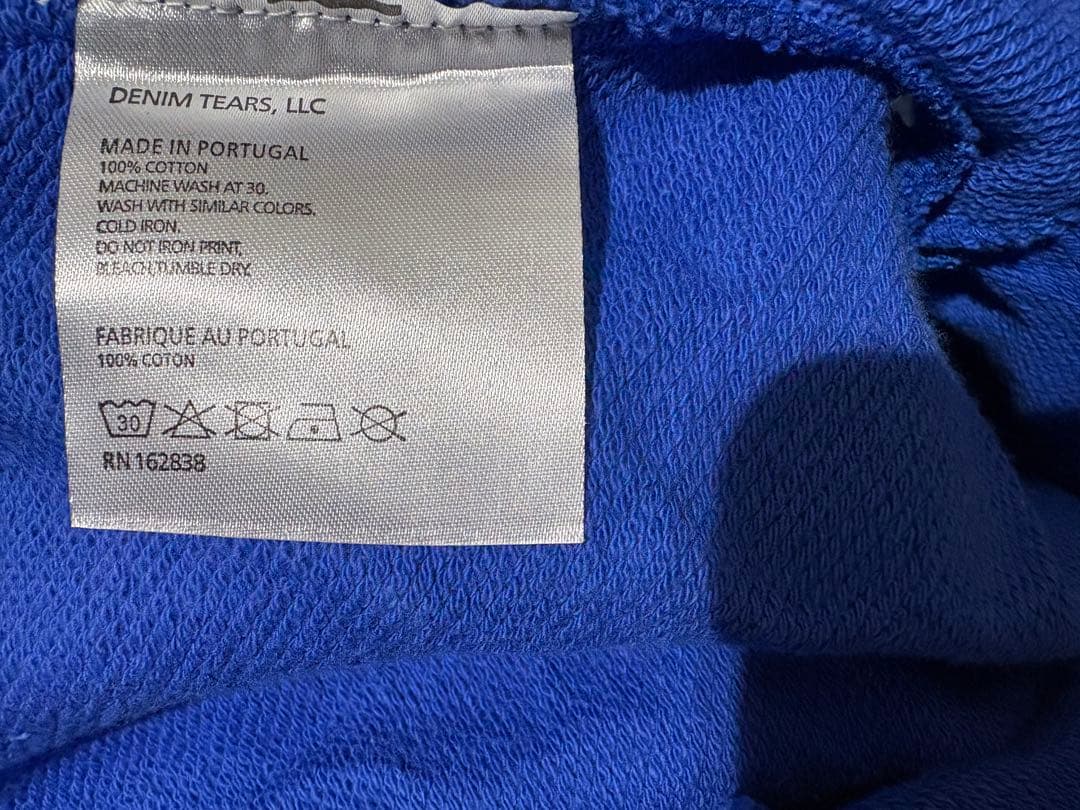 DENIM TEARS, LLC
MADE IN PORTUGAL
100% COTTON
MACHINE WASH AT 30.
WASH WITH SIMILAR COLORS.
COLD IRON.
DO NOT IRON PRINT,
BLEACH,TUMBLE DRY.
FABRIQUE AU PORTUGAL
100% COTON
30
RN 162838